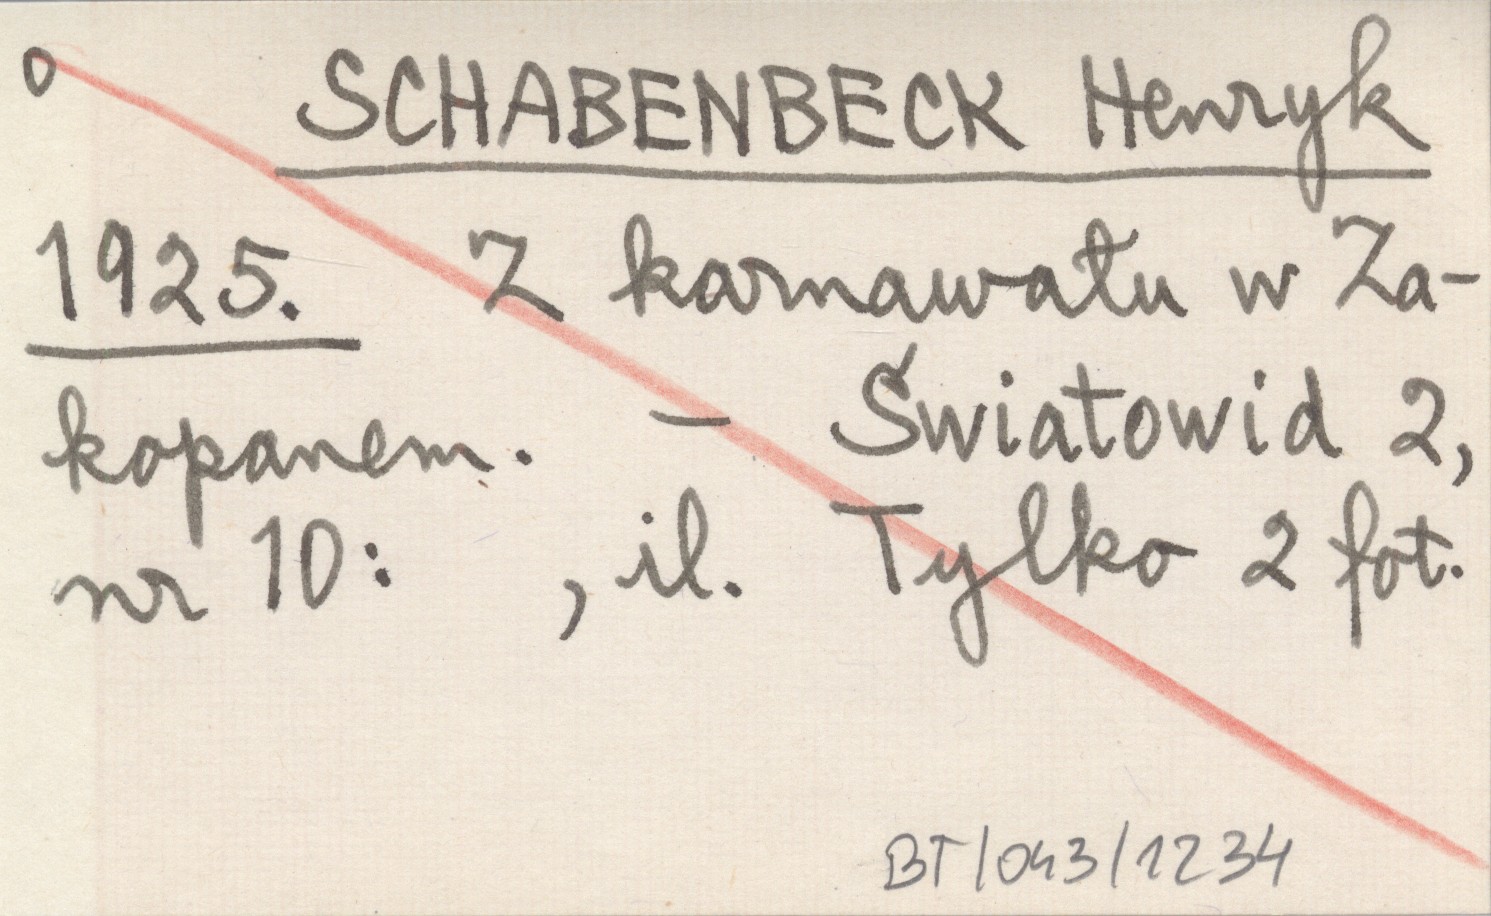 o SCHABENBECK Henryk
1925. Z karnawału w Za-
kopanem. – Światowid 2,
nr 10: , il. Tylko 2 fot.
BT/043/1234